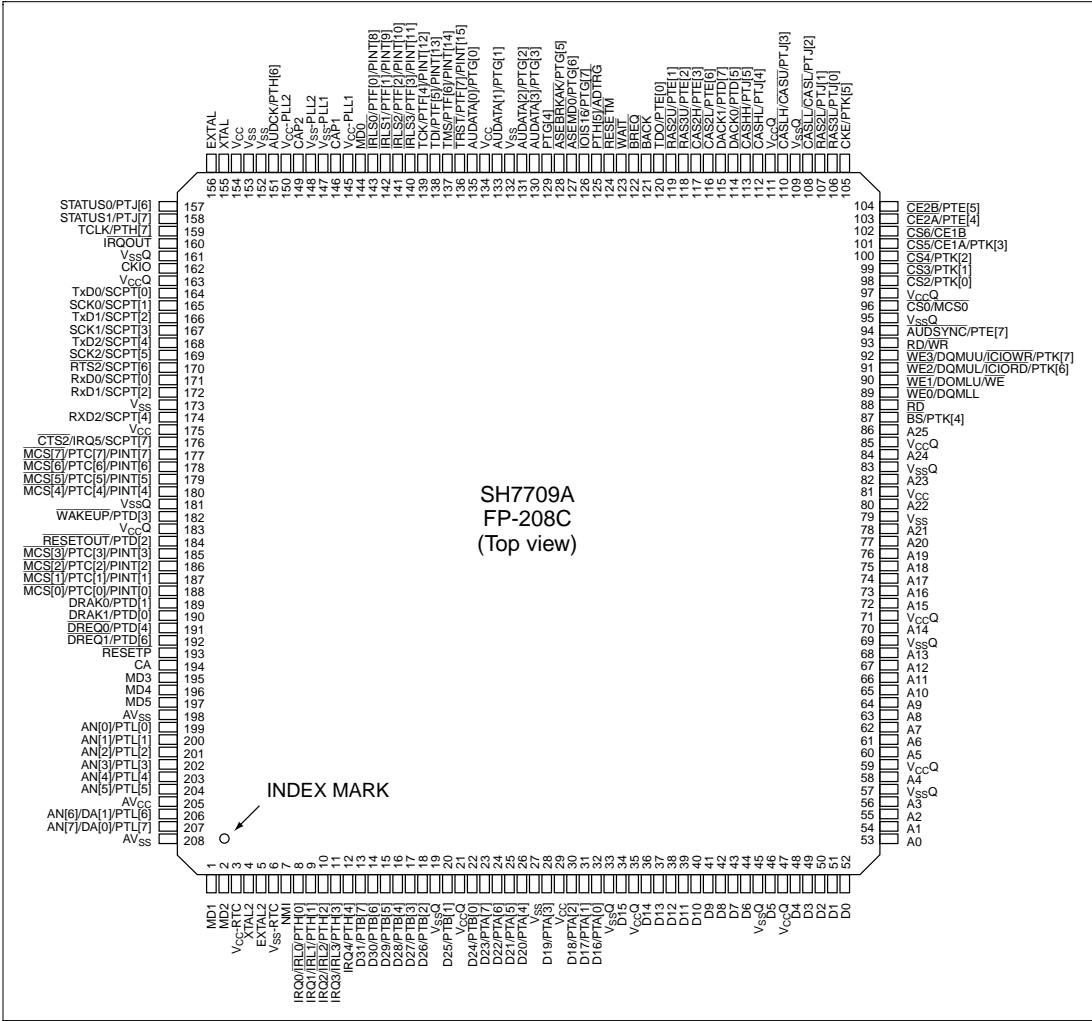 EXTAL
XTAL
VCC
VSS
VSS
AUDCK/PTH[6]
VCC-PLL2
CAP2
VSS-PLL2
VSS-PLL1
CAP1
VCC-PLL1
MD0
IRLS0/PTF[0]/PINT[8]
IRLS1/PTF[1]/PINT[9]
IRLS2/PTF[2]/PINT[10]
IRLS3/PTF[3]/PINT[11]
TCK/PTF[4]/PINT[12]
TDI/PTF[5]/PINT[13]
TMS/PTF[6]/PINT[14]
TRST/PTF[7]/PINT[15]
AUDATA[0]/PTG[0]
VCC
AUDATA[1]/PTG[1]
VSS
AUDATA[2]/PTG[2]
AUDATA[3]/PTG[3]
PTG[4]
ASEBRKAK/PTG[5]
ASEMD0/PTG[6]
IOIS16/PTG[7]
PTH[5]/ADTRG
RESETM
WAIT
BREQ
BACK
TDO/PTE[0]
RAS2U/PTE[1]
RAS3U/PTE[2]
CAS2H/PTE[3]
CAS2L/PTE[6]
DACK1/PTD[7]
DACK0/PTD[5]
CASHH/PTJ[5]
CASHL/PTJ[4]
VCCQ
CASLH/CASU/PTJ[3]
VSSQ
CASLL/CASL/PTJ[2]
RAS2L/PTJ[1]
RAS3L/PTJ[0]
CKE/PTK[5]
156 155 154 153 152 151 150 149 148 147 146 145 144 143 142 141 140 139 138 137 136 135 134 133 132 131 130 129 128 127 126 125 124 123 122 121 120 119 118 117 116 115 114 113 112 111 110 109 108 107 106 105
STATUS0/PTJ[6] 157
STATUS1/PTJ[7] 158
TCLK/PTH[7] 159
IRQOUT 160
VSSQ 161
CKIO 162
VCCQ 163
TxD0/SCPT[0] 164
SCK0/SCPT[1] 165
TxD1/SCPT[2] 166
SCK1/SCPT[3] 167
TxD2/SCPT[4] 168
SCK2/SCPT[5] 169
RTS2/SCPT[6] 170
RxD0/SCPT[0] 171
RxD1/SCPT[2] 172
VSS 173
RXD2/SCPT[4] 174
VCC 175
CTS2/IRQ5/SCPT[7] 176
MCS[7]/PTC[7]/PINT[7] 177
MCS[6]/PTC[6]/PINT[6] 178
MCS[5]/PTC[5]/PINT[5] 179
MCS[4]/PTC[4]/PINT[4] 180
VSSQ 181
WAKEUP/PTD[3] 182
VCCQ 183
RESETOUT/PTD[2] 184
MCS[3]/PTC[3]/PINT[3] 185
MCS[2]/PTC[2]/PINT[2] 186
MCS[1]/PTC[1]/PINT[1] 187
MCS[0]/PTC[0]/PINT[0] 188
DRAK0/PTD[1] 189
DRAK1/PTD[0] 190
DREQ0/PTD[4] 191
DREQ1/PTD[6] 192
RESETP 193
CA 194
MD3 195
MD4 196
MD5 197
AVSS 198
AN[0]/PTL[0] 199
AN[1]/PTL[1] 200
AN[2]/PTL[2] 201
AN[3]/PTL[3] 202
AN[4]/PTL[4] 203
AN[5]/PTL[5] 204
AVCC 205
AN[6]/DA[1]/PTL[6] 206
AN[7]/DA[0]/PTL[7] 207
AVSS 208
SH7709A
FP-208C
(Top view)
INDEX MARK
104 CE2B/PTE[5]
103 CE2A/PTE[4]
102 CS6/CE1B
101 CS5/CE1A/PTK[3]
100 CS4/PTK[2]
99 CS3/PTK[1]
98 CS2/PTK[0]
97 VCCQ
96 CS0/MCS0
95 VSSQ
94 AUDSYNC/PTE[7]
93 RD/WR
92 WE3/DQMUU/ICIOWR/PTK[7]
91 WE2/DQMUL/ICIORD/PTK[6]
90 WE1/DOMLU/WE
89 WE0/DQMLL
88 RD
87 BS/PTK[4]
86 A25
85 VCCQ
84 A24
83 VSSQ
82 A23
81 VCC
80 A22
79 VSS
78 A21
77 A20
76 A19
75 A18
74 A17
73 A16
72 A15
71 VCCQ
70 A14
69 VSSQ
68 A13
67 A12
66 A11
65 A10
64 A9
63 A8
62 A7
61 A6
60 A5
59 VCCQ
58 A4
57 VSSQ
56 A3
55 A2
54 A1
53 A0
1 2 3 4 5 6 7 8 9 10 11 12 13 14 15 16 17 18 19 20 21 22 23 24 25 26 27 28 29 30 31 32 33 34 35 36 37 38 39 40 41 42 43 44 45 46 47 48 49 50 51 52
MD1
MD2
VCC-RTC
XTAL2
EXTAL2
VSS-RTC
NMI
IRQ0/IRL0/PTH[0]
IRQ1/IRL1/PTH[1]
IRQ2/IRL2/PTH[2]
IRQ3/IRL3/PTH[3]
IRQ4/PTH[4]
D31/PTB[7]
D30/PTB[6]
D29/PTB[5]
D28/PTB[4]
D27/PTB[3]
D26/PTB[2]
VSSQ
D25/PTB[1]
VCCQ
D24/PTB[0]
D23/PTA[7]
D22/PTA[6]
D21/PTA[5]
D20/PTA[4]
VSS
D19/PTA[3]
VCC
D18/PTA[2]
D17/PTA[1]
D16/PTA[0]
VSSQ
D15
VCCQ
D14
D13
D12
D11
D10
D9
D8
D7
D6
VSSQ
D5
VCCQ
D4
D3
D2
D1
D0